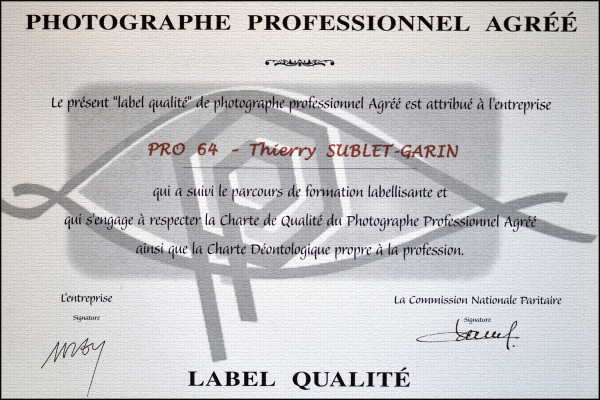 PHOTOGRAPHE PROFESSIONNEL AGRÉÉ
Le présent "label qualité" de photographe professionnel Agréé est attribué à l'entreprise
PRO 64 - Thierry SUBLET-GARIN
qui a suivi le parcours de formation labellisante et
qui s'engage à respecter la Charte de Qualité du Photographe Professionnel Agréé
ainsi que la Charte Déontologique propre à la profession.
L'entreprise
Signature
La Commission Nationale Paritaire
Signature
LABEL QUALITÉ